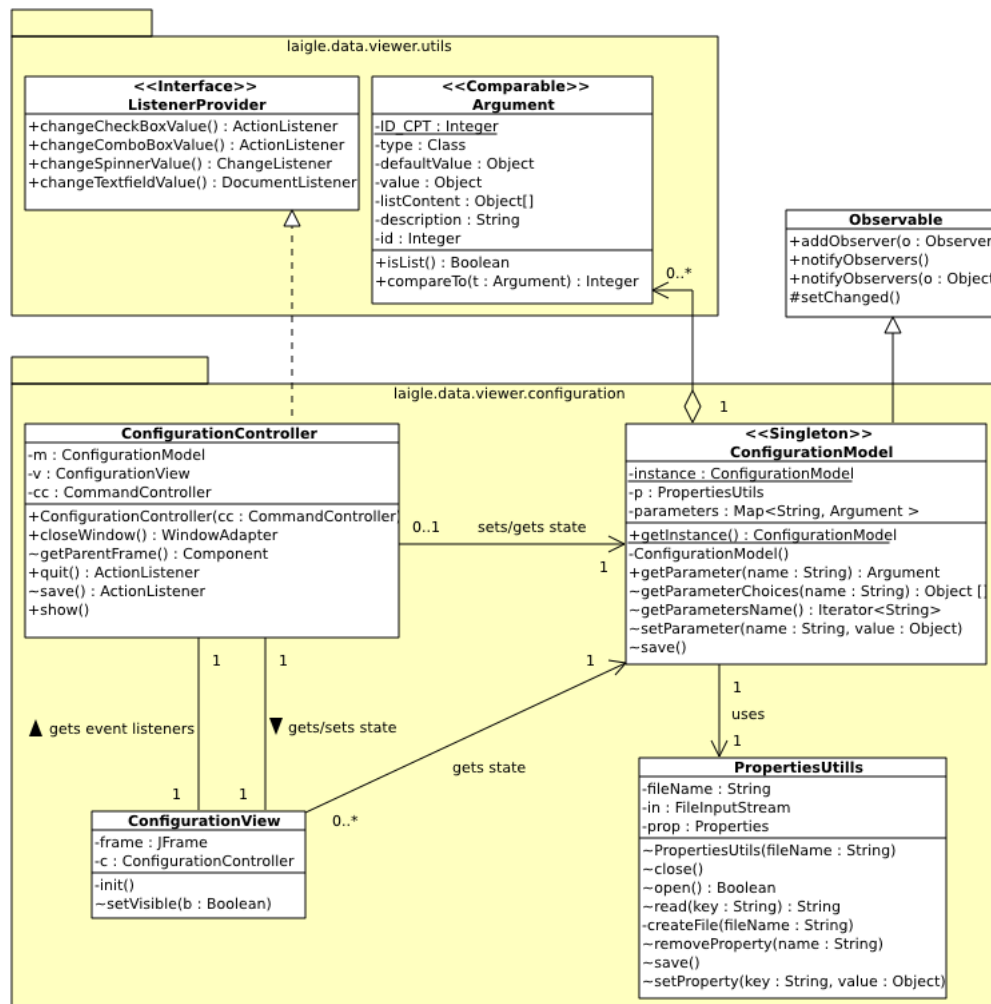 laigle.data.viewer.utils
<<Interface>>
ListenerProvider
+changeCheckBoxValue() : ActionListener
+changeComboBoxValue() : ActionListener
+changeSpinnerValue() : ChangeListener
+changeTextfieldValue() : DocumentListener
<<Comparable>>
Argument
-ID_CPT : Integer
-type : Class
-defaultValue : Object
-value : Object
-listContent : Object[]
-description : String
-id : Integer
+isList() : Boolean
+compareTo(t : Argument) : Integer
0..*
Observable
+addObserver(o : Observer
+notifyObservers()
+notifyObservers(o : Object
#setChanged()
laigle.data.viewer.configuration
1
ConfigurationController
-m : ConfigurationModel
-v : ConfigurationView
-cc : CommandController
+ConfigurationController(cc : CommandController)
+closeWindow() : WindowAdapter
~getParentFrame() : Component
+quit() : ActionListener
~save() : ActionListener
+show()
0..1
sets/gets state
1
<<Singleton>>
ConfigurationModel
-instance : ConfigurationModel
-p : PropertiesUtils
-parameters : Map<String, Argument >
+getInstance() : ConfigurationModel
-ConfigurationModel()
+getParameter(name : String) : Argument
~getParameterChoices(name : String) : Object []
~getParametersName() : Iterator<String>
~setParameter(name : String, value : Object)
~save()
1
1
1
gets event listeners
gets/sets state
gets state
1
uses
1
1
1
0..*
ConfigurationView
-frame : JFrame
-c : ConfigurationController
-init()
~setVisible(b : Boolean)
PropertiesUtills
-fileName : String
-in : FileInputStream
-prop : Properties
~PropertiesUtils(fileName : String)
~close()
~open() : Boolean
~read(key : String) : String
-createFile(fileName : String)
~removeProperty(name : String)
~save()
~setProperty(key : String, value : Object)